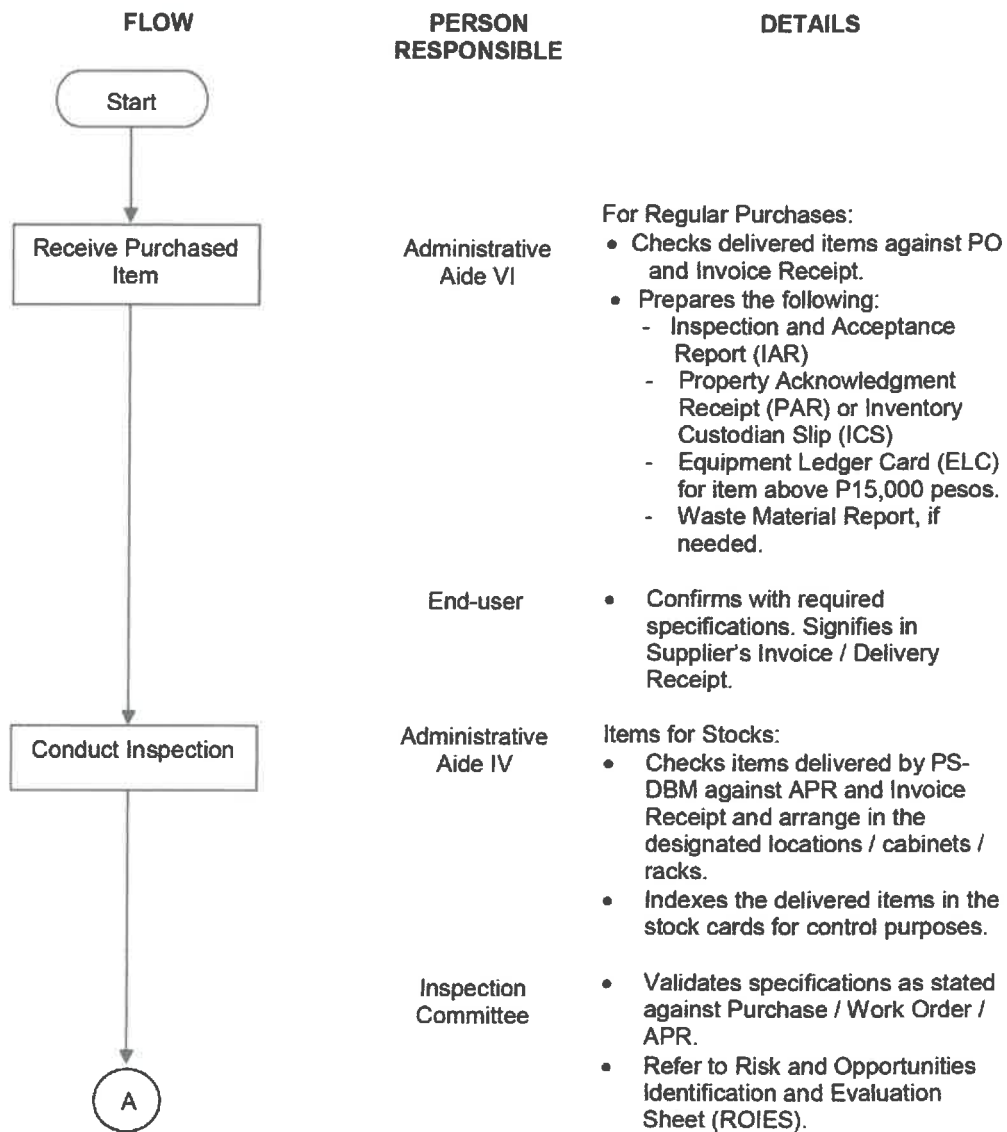 FLOW
PERSON
RESPONSIBLE
DETAILS
Start
Receive Purchased
Item
Administrative
Aide VI
For Regular Purchases:
• Checks delivered items against PO
and Invoice Receipt.
• Prepares the following:
- Inspection and Acceptance
Report (IAR)
- Property Acknowledgment
Receipt (PAR) or Inventory
Custodian Slip (ICS)
- Equipment Ledger Card (ELC)
for item above P15,000 pesos.
- Waste Material Report, if
needed.
End-user
• Confirms with required
specifications. Signifies in
Supplier's Invoice / Delivery
Receipt.
Conduct Inspection
Administrative
Aide IV
Items for Stocks:
• Checks items delivered by PS-
DBM against APR and Invoice
Receipt and arrange in the
designated locations / cabinets /
racks.
• Indexes the delivered items in the
stock cards for control purposes.
Inspection
Committee
• Validates specifications as stated
against Purchase / Work Order /
APR.
• Refer to Risk and Opportunities
Identification and Evaluation
Sheet (ROIES).
A